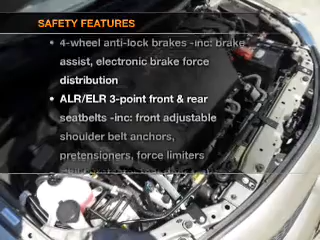 SAFETY FEATURES
• 4-wheel anti-lock brakes -inc: brake
assist, electronic brake force
distribution
• ALR/ELR 3-point front & rear
seatbelts -inc: front adjustable
shoulder belt anchors,
pretensioners, force limiters